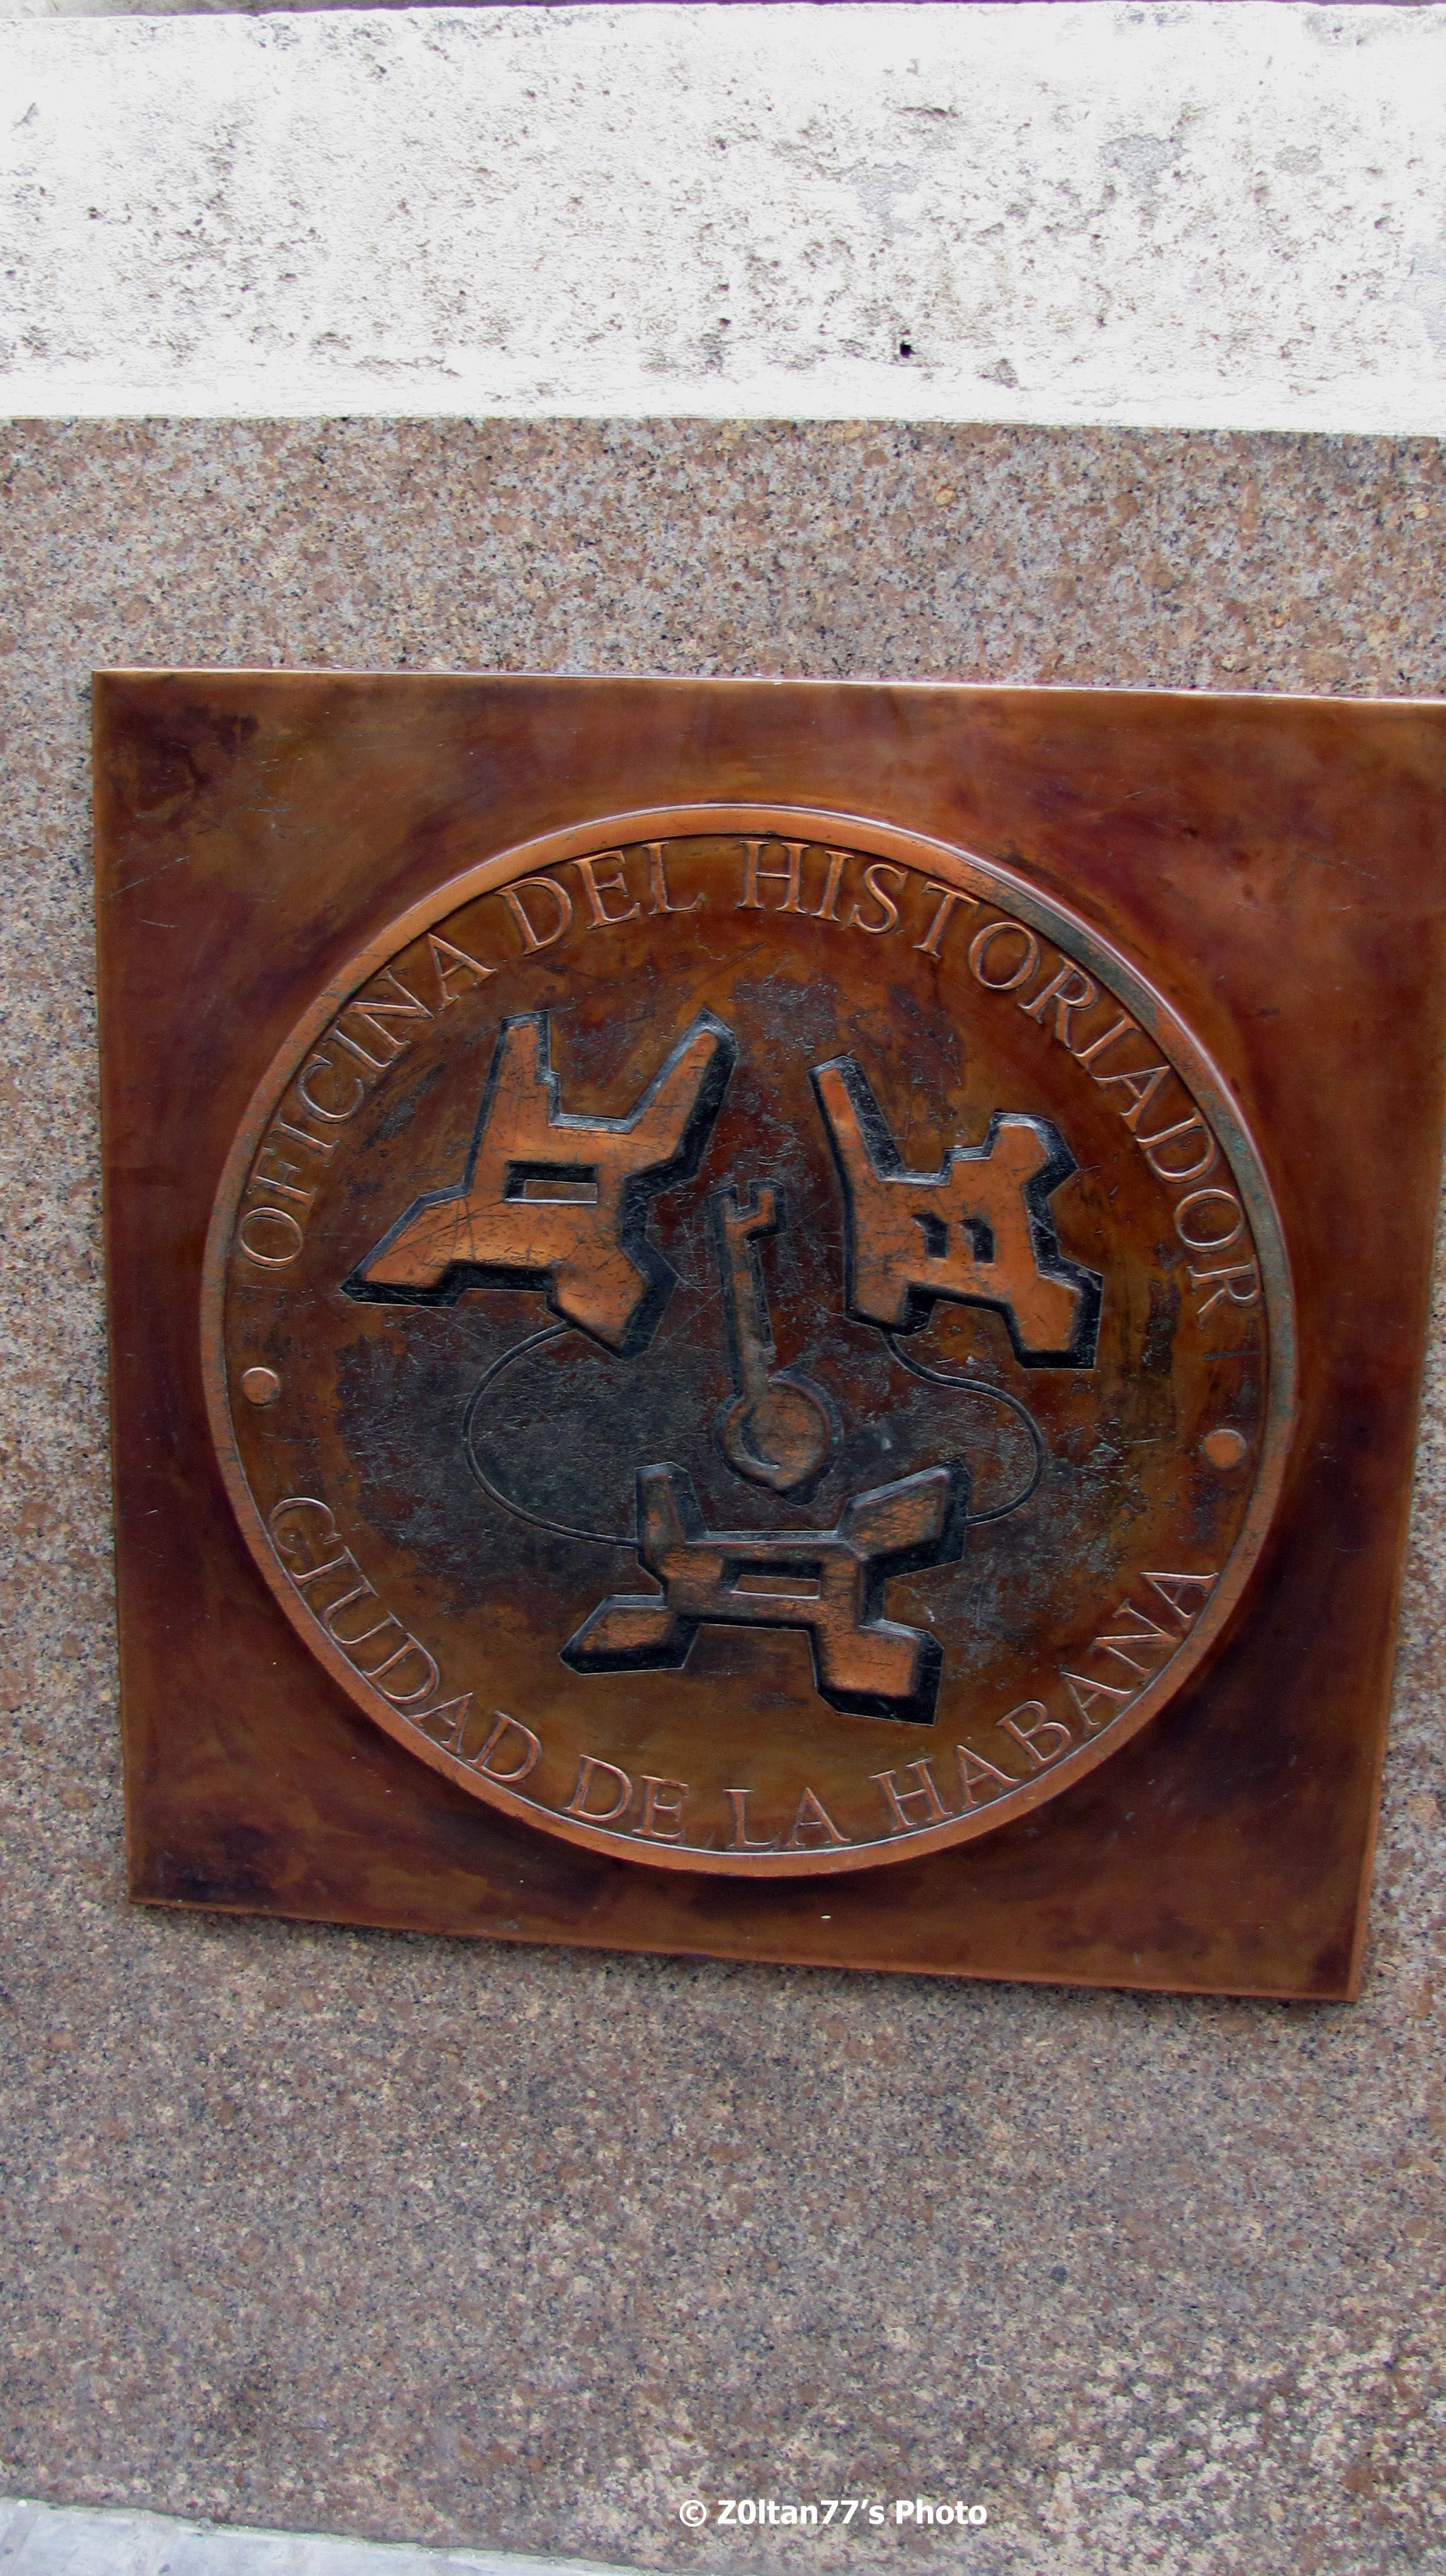 OFICINA DEL HISTORIADOR
CIUDAD DE LA HABANA
© Z0ltan77's Photo